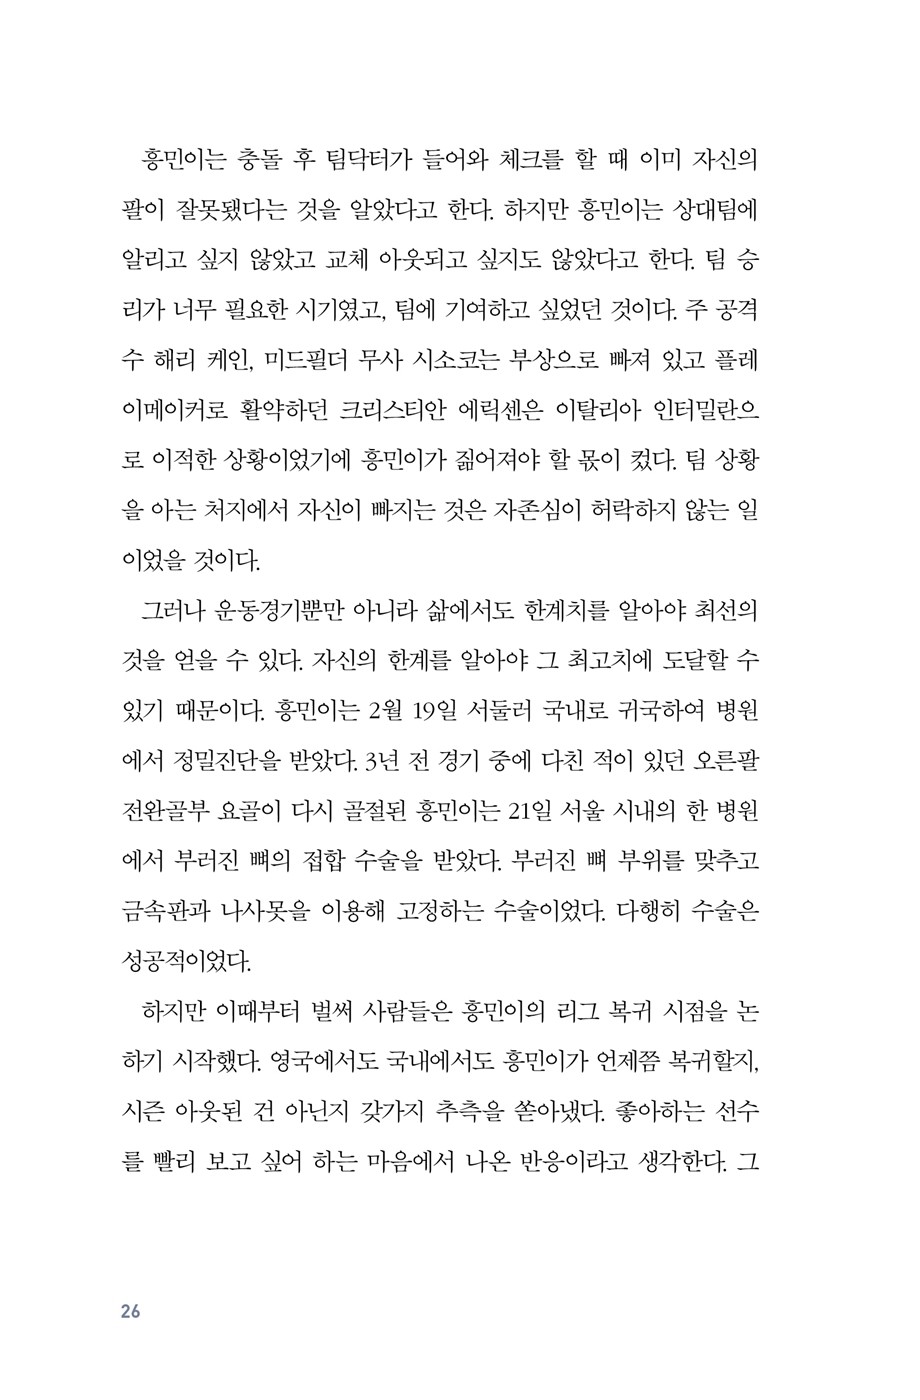 흥민이는 충돌 후 팀닥터가 들어와 체크를 할 때 이미 자신의
팔이 잘못됐다는 것을 알았다고 한다. 하지만 흥민이는 상대팀에
알리고 싶지 않았고 교체 아웃되고 싶지도 않았다고 한다. 팀 승
리가 너무 필요한 시기였고, 팀에 기여하고 싶었던 것이다. 주 공격
수 해리 케인, 미드필더 무사 시소코는 부상으로 빠져 있고 플레
이메이커로 활약하던 크리스티안 에릭센은 이탈리아 인터밀란으
로 이적한 상황이었기에 흥민이가 짊어져야 할 몫이 컸다. 팀 상황
을 아는 처지에서 자신이 빠지는 것은 자존심이 허락하지 않는 일
이었을 것이다.
그러나 운동경기뿐만 아니라 삶에서도 한계치를 알아야 최선의
것을 얻을 수 있다. 자신의 한계를 알아야 그 최고치에 도달할 수
있기 때문이다. 흥민이는 2월 19일 서둘러 국내로 귀국하여 병원
에서 정밀진단을 받았다. 3년 전 경기 중에 다친 적이 있던 오른팔
전완골부 요골이 다시 골절된 흥민이는 21일 서울 시내의 한 병원
에서 부러진 뼈의 접합 수술을 받았다. 부러진 뼈 부위를 맞추고
금속판과 나사못을 이용해 고정하는 수술이었다. 다행히 수술은
성공적이었다.
하지만 이때부터 벌써 사람들은 흥민이의 리그 복귀 시점을 논
하기 시작했다. 영국에서도 국내에서도 흥민이가 언제쯤 복귀할지,
시즌 아웃된 건 아닌지 갖가지 추측을 쏟아냈다. 좋아하는 선수
를 빨리 보고 싶어 하는 마음에서 나온 반응이라고 생각한다. 그
26